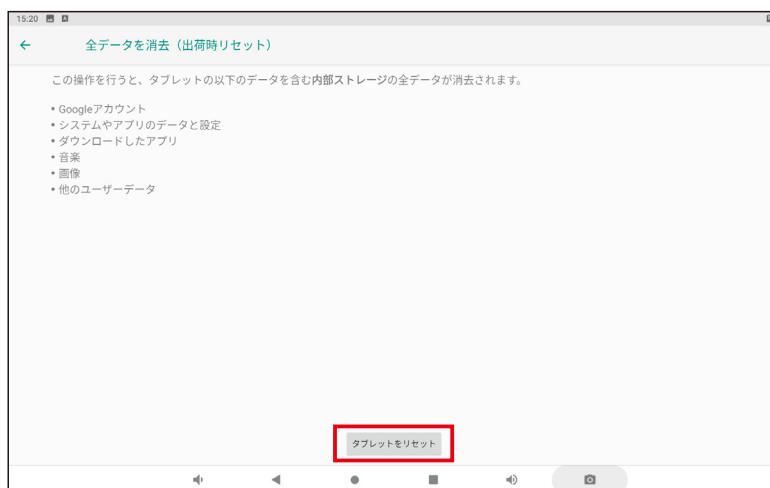 15:20
全データを消去（出荷時リセット）
この操作を行うと、タブレットの以下のデータを含む内部ストレージの全データが消去されます。
• Googleアカウント
• システムやアプリのデータと設定
• ダウンロードしたアプリ
• 音楽
• 画像
• 他のユーザーデータ
タブレットをリセット